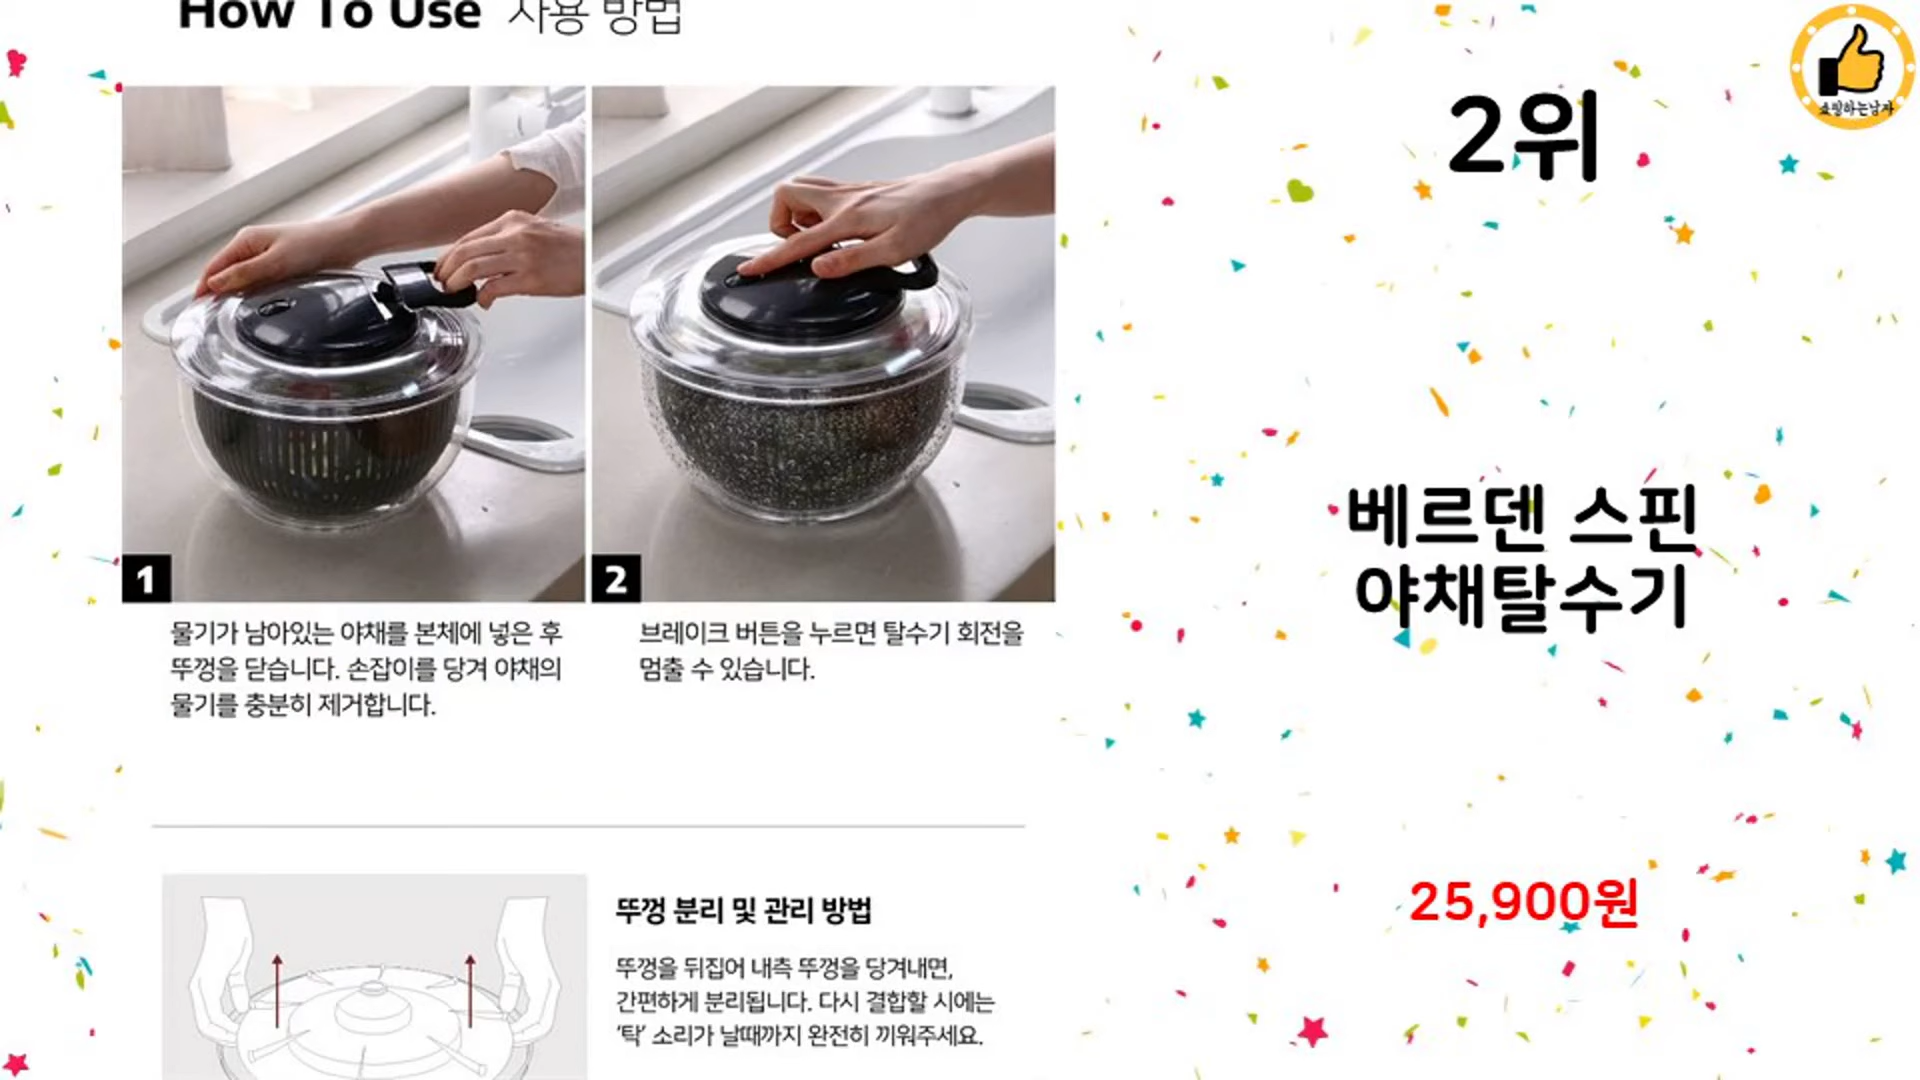 How To Use 사용 방법
1
물기가 남아있는 야채를 본체에 넣은 후
뚜껑을 닫습니다. 손잡이를 당겨 야채의
물기를 충분히 제거합니다.
2
브레이크 버튼을 누르면 탈수기 회전을
멈출 수 있습니다.
뚜껑 분리 및 관리 방법
뚜껑을 뒤집어 내측 뚜껑을 당겨내면,
간편하게 분리됩니다. 다시 결합할 시에는
‘탁’ 소리가 날때까지 완전히 끼워주세요.
쇼핑하는남자
2위
베르덴 스핀
야채탈수기
25,900원